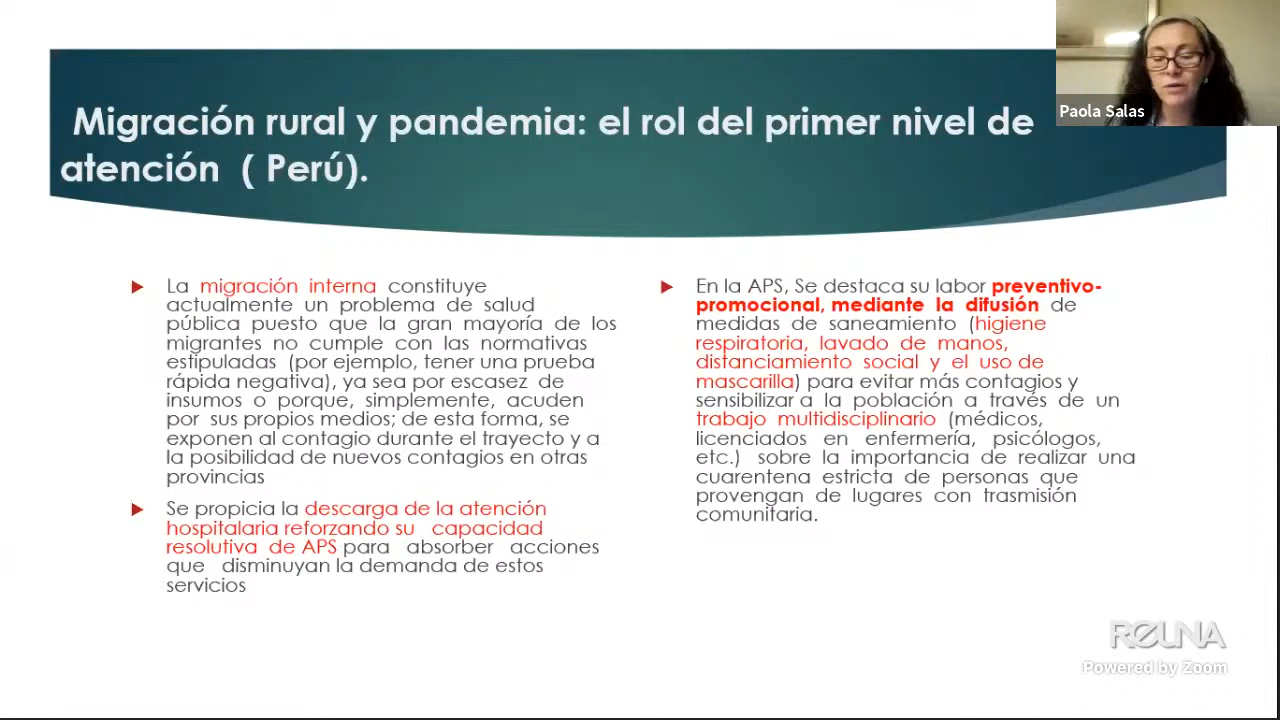 Migración rural y pandemia: el rol del primer nivel de
atención ( Perú).
Paola Salas
La migración interna constituye
actualmente un problema de salud
pública puesto que la gran mayoría de los
migrantes no cumple con las normativas
estipuladas (por ejemplo, tener una prueba
rápida negativa), ya sea por escasez de
insumos o porque, simplemente, acuden
por sus propios medios; de esta forma, se
exponen al contagio durante el trayecto y a
la posibilidad de nuevos contagios en otras
provincias
Se propicia la descarga de la atención
hospitalaria reforzando su capacidad
resolutiva de APS para absorber acciones
que disminuyan la demanda de estos
servicios
En la APS, Se destaca su labor preventivo-
promocional, mediante la difusión de
medidas de saneamiento (higiene
respiratoria, lavado de manos,
distanciamiento social y el uso de
mascarilla) para evitar más contagios y
sensibilizar a la población a través de un
trabajo multidisciplinario (médicos,
licenciados en enfermería, psicólogos,
etc.) sobre la importancia de realizar una
cuarentena estricta de personas que
provengan de lugares con trasmisión
comunitaria.
REUNA
Powered by Zoom